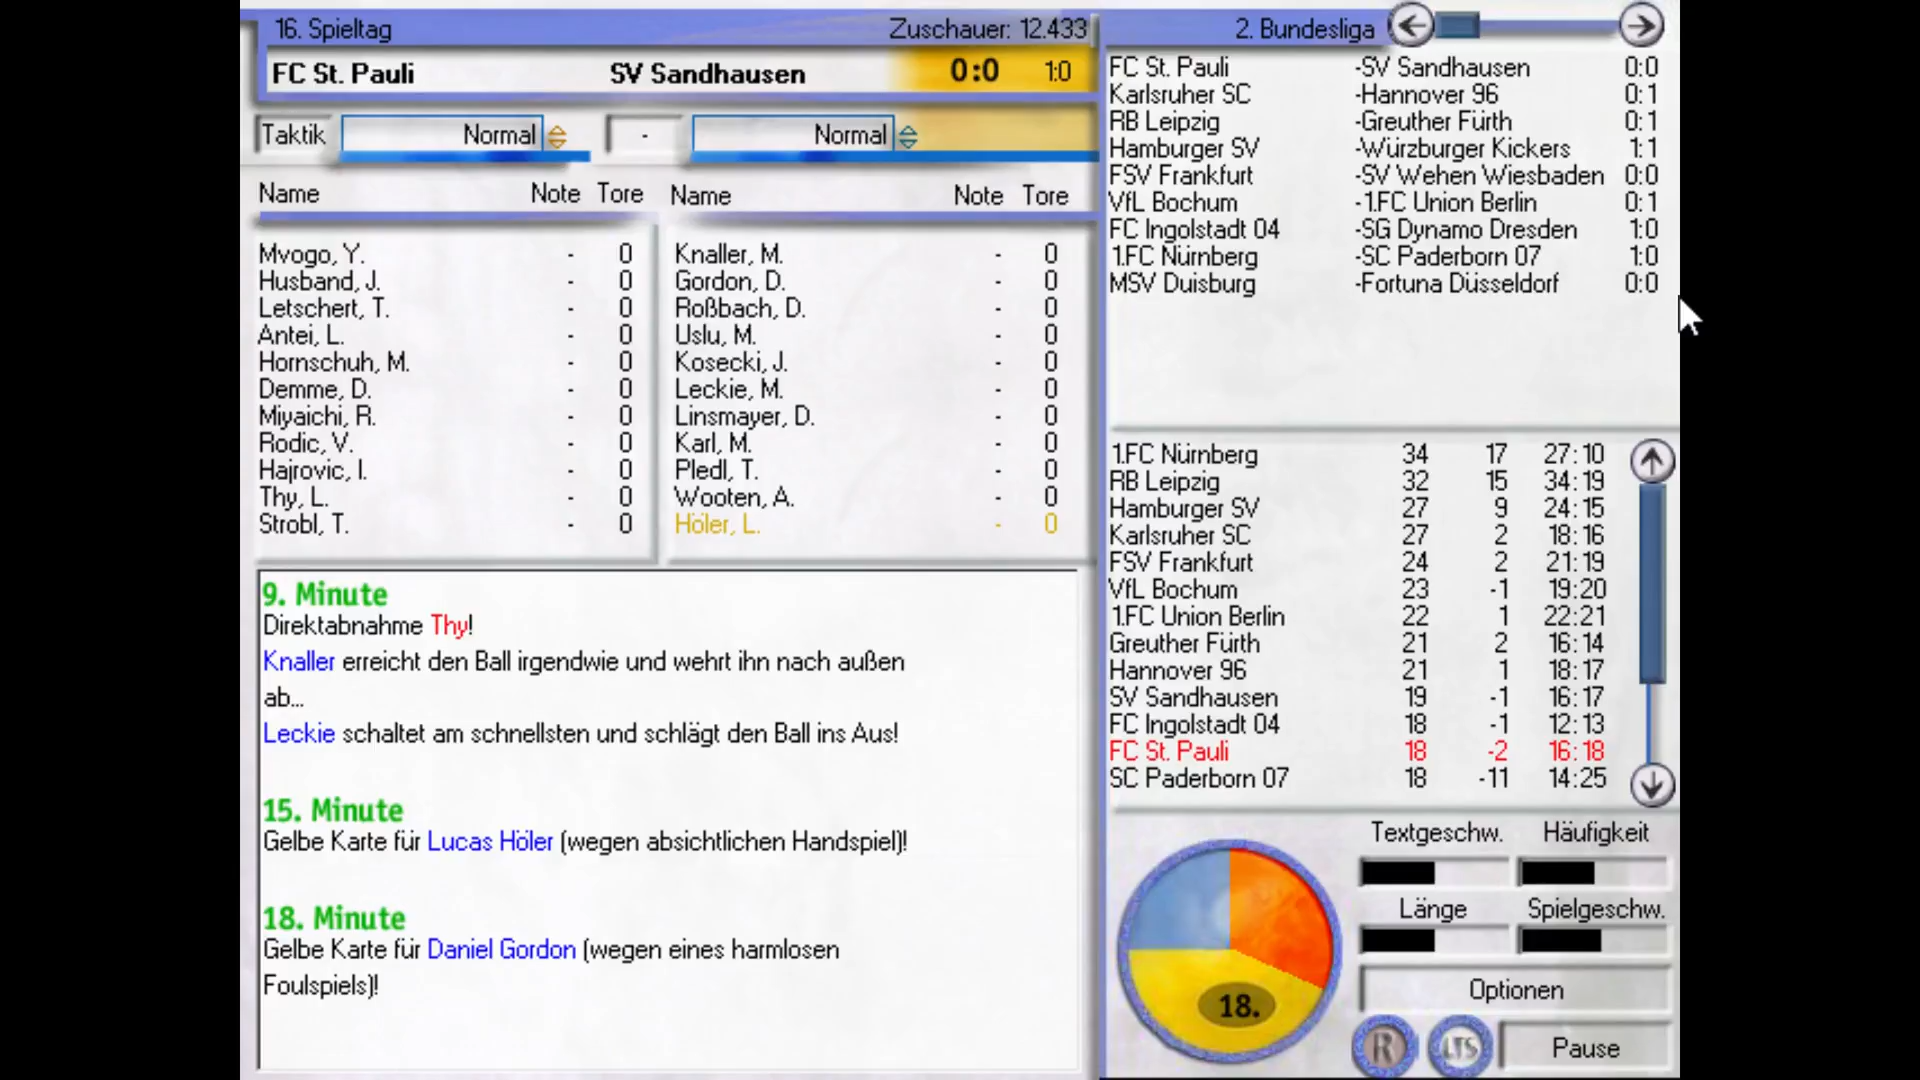 16. Spieltag Zuschauer: 12.433
FC St. Pauli SV Sandhausen 0:0 1:0
Taktik Normal - Normal
Name Note Tore Name Note Tore
Mvogo, Y. - 0 Knaller, M. - 0
Husband, J. - 0 Gordon, D. - 0
Letschert, T. - 0 Roßbach, D. - 0
Antei, L. - 0 Uslu, M. - 0
Hornschuh, M. - 0 Kosecki, J. - 0
Demme, D. - 0 Leckie, M. - 0
Miyaichi, R. - 0 Linsmayer, D. - 0
Rodic, V. - 0 Karl, M. - 0
Hajrovic, I. - 0 Pledl, T. - 0
Thy, L. - 0 Wooten, A. - 0
Strobl, T. - 0 Höler, L. - 0
9. Minute
Direktabnahme Thy!
Knaller erreicht den Ball irgendwie und wehrt ihn nach außen
ab...
Leckie schaltet am schnellsten und schlägt den Ball ins Aus!
15. Minute
Gelbe Karte für Lucas Höler (wegen absichtlichen Handspiel)!
18. Minute
Gelbe Karte für Daniel Gordon (wegen eines harmlosen
Foulspiels)!
2. Bundesliga
FC St. Pauli -SV Sandhausen 0:0
Karlsruher SC -Hannover 96 0:1
RB Leipzig -Greuther Fürth 0:1
Hamburger SV -Würzburger Kickers 1:1
FSV Frankfurt -SV Wehen Wiesbaden 0:0
VfL Bochum -1.FC Union Berlin 0:1
FC Ingolstadt 04 -SG Dynamo Dresden 1:0
1.FC Nürnberg -SC Paderborn 07 1:0
MSV Duisburg -Fortuna Düsseldorf 0:0
1.FC Nürnberg 34 17 27:10
RB Leipzig 32 15 34:19
Hamburger SV 27 9 24:15
Karlsruher SC 27 2 18:16
FSV Frankfurt 24 2 21:19
VfL Bochum 23 -1 19:20
1.FC Union Berlin 22 1 22:21
Greuther Fürth 21 2 16:14
Hannover 96 21 1 18:17
SV Sandhausen 19 -1 16:17
FC Ingolstadt 04 18 -1 12:13
FC St. Pauli 18 -2 16:18
SC Paderborn 07 18 -11 14:25
Textgeschw. Häufigkeit
Länge Spielgeschw.
18.
Optionen
R LTS Pause